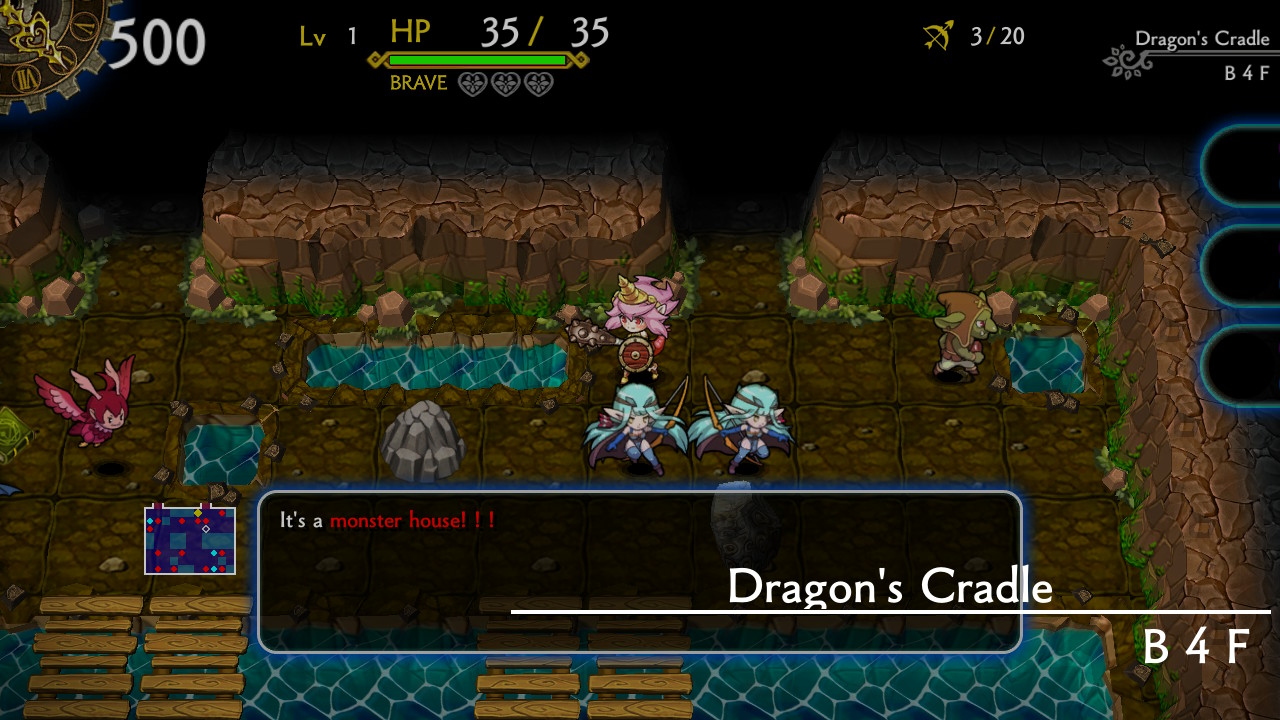 500
Lv 1 HP 35/ 35
BRAVE
3/20
Dragon's Cradle
B 4 F
It's a monster house! ! !
Dragon's Cradle
B 4 F